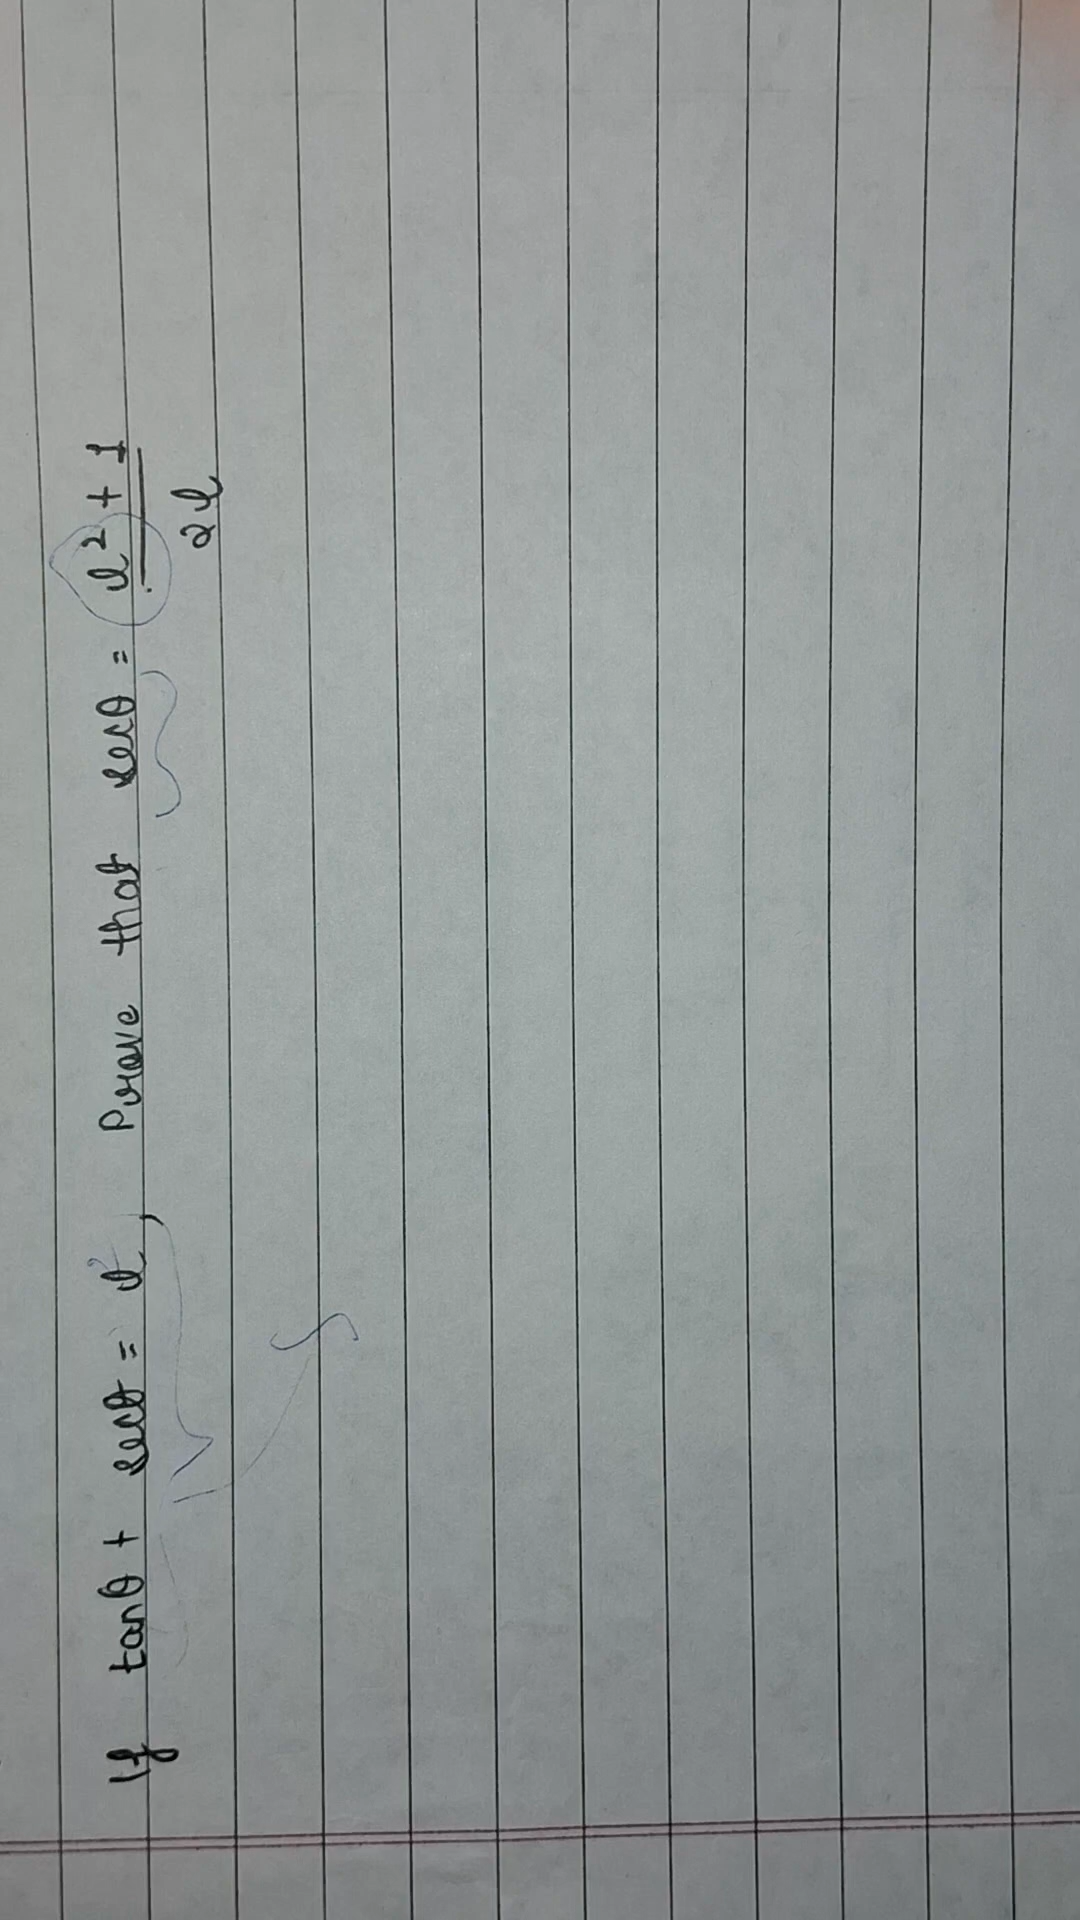 If tanθ + secθ = l, Prove that secθ = l² + 1
2l